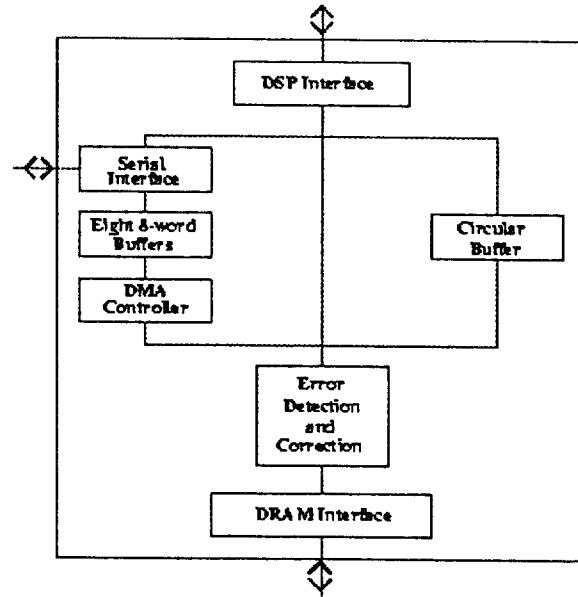 DSP Interface
Serial
Interface
Eight 8-word
Buffers
Circular
Buffer
DMA
Controller
Error
Detection
and
Correction
DRAM Interface